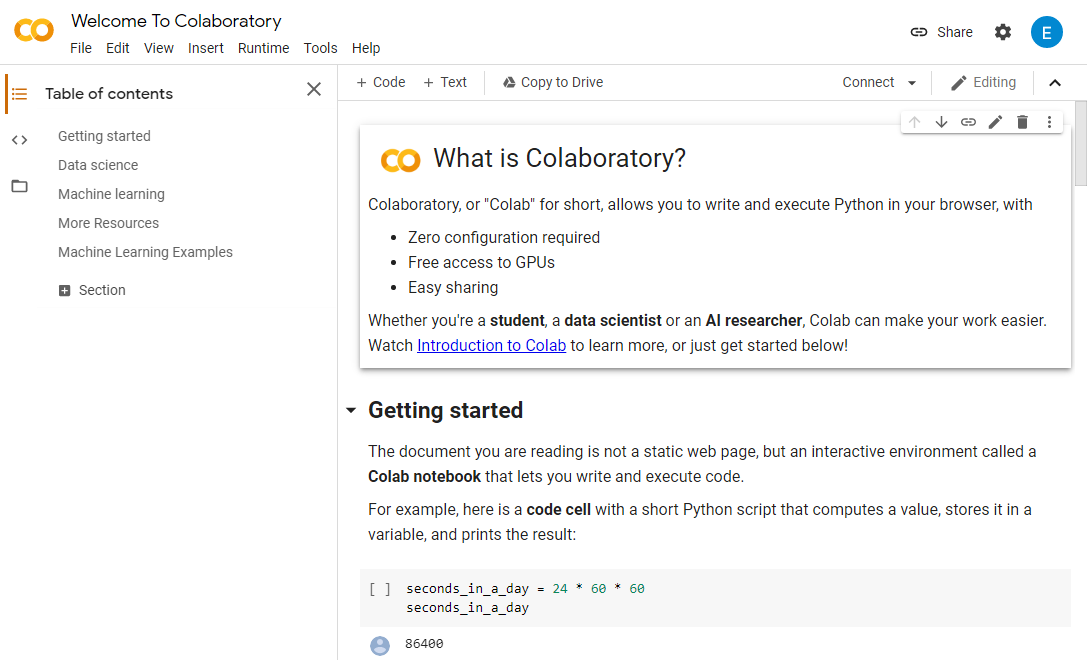 Welcome To Colaboratory
File Edit View Insert Runtime Tools Help
Share
E
Table of contents
Getting started
Data science
Machine learning
More Resources
Machine Learning Examples
Section
+ Code + Text Copy to Drive Connect Editing
What is Colaboratory?
Colaboratory, or "Colab" for short, allows you to write and execute Python in your browser, with
• Zero configuration required
• Free access to GPUs
• Easy sharing
Whether you're a student, a data scientist or an AI researcher, Colab can make your work easier.
Watch Introduction to Colab to learn more, or just get started below!
Getting started
The document you are reading is not a static web page, but an interactive environment called a
Colab notebook that lets you write and execute code.
For example, here is a code cell with a short Python script that computes a value, stores it in a
variable, and prints the result:
[ ] seconds_in_a_day = 24 * 60 * 60
seconds_in_a_day
86400